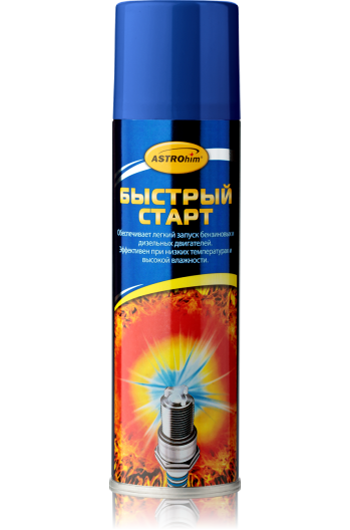 ASTROhim®
БЫСТРЫЙ
СТАРТ
Обеспечивает легкий запуск бензиновых и
дизельных двигателей.
Эффективен при низких температурах и
высокой влажности.